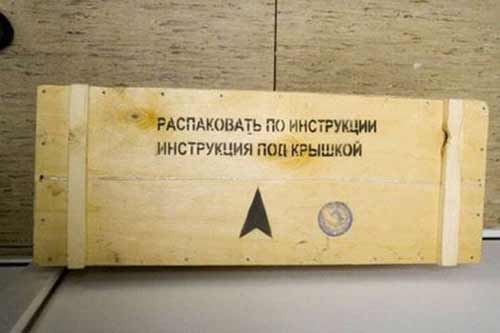 РАСПАКОВАТЬ ПО ИНСТРУКЦИИ
ИНСТРУКЦИЯ ПОД КРЫШКОЙ